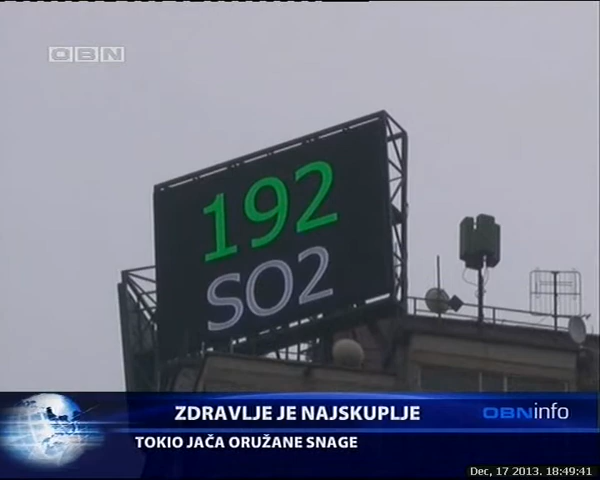 OBN
192
SO2
ZDRAVLJE JE NAJSKUPLJE
OBNinfo
TOKIO JAČA ORUŽANE SNAGE
Dec, 17 2013. 18:49:41